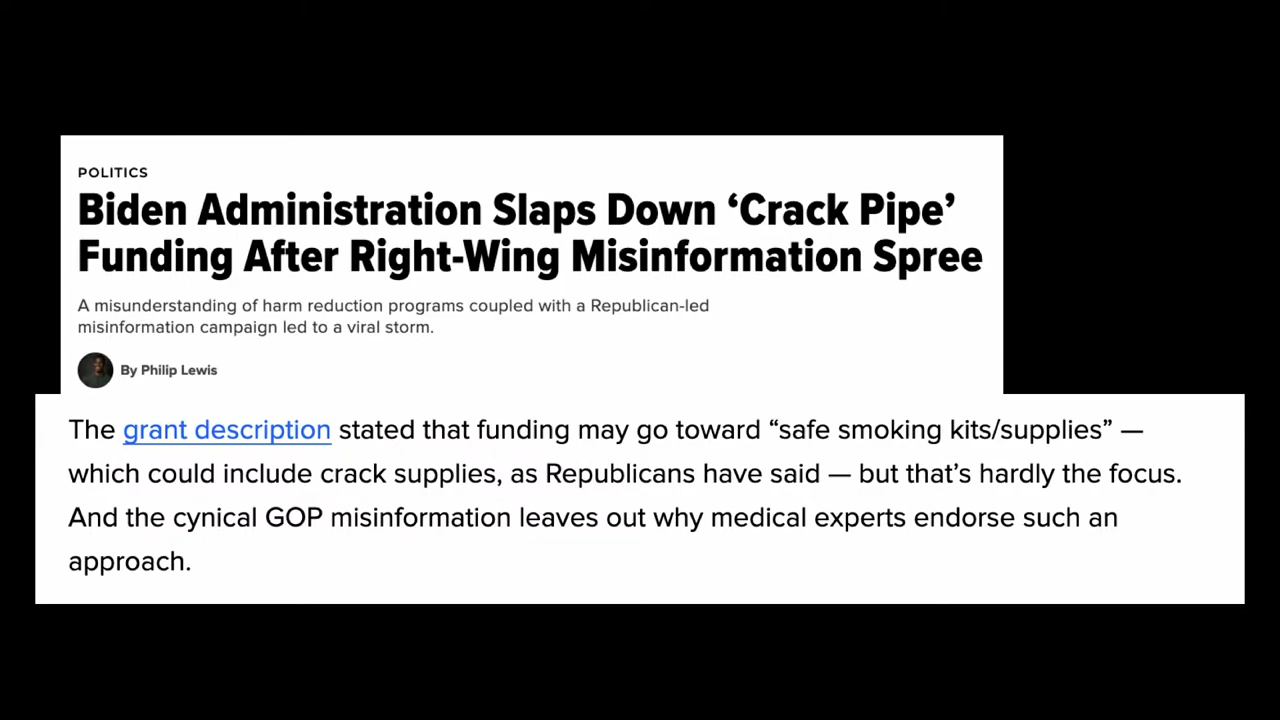 POLITICS
Biden Administration Slaps Down ‘Crack Pipe’
Funding After Right-Wing Misinformation Spree
A misunderstanding of harm reduction programs coupled with a Republican-led
misinformation campaign led to a viral storm.
By Philip Lewis
The grant description stated that funding may go toward “safe smoking kits/supplies” —
which could include crack supplies, as Republicans have said — but that’s hardly the focus.
And the cynical GOP misinformation leaves out why medical experts endorse such an
approach.